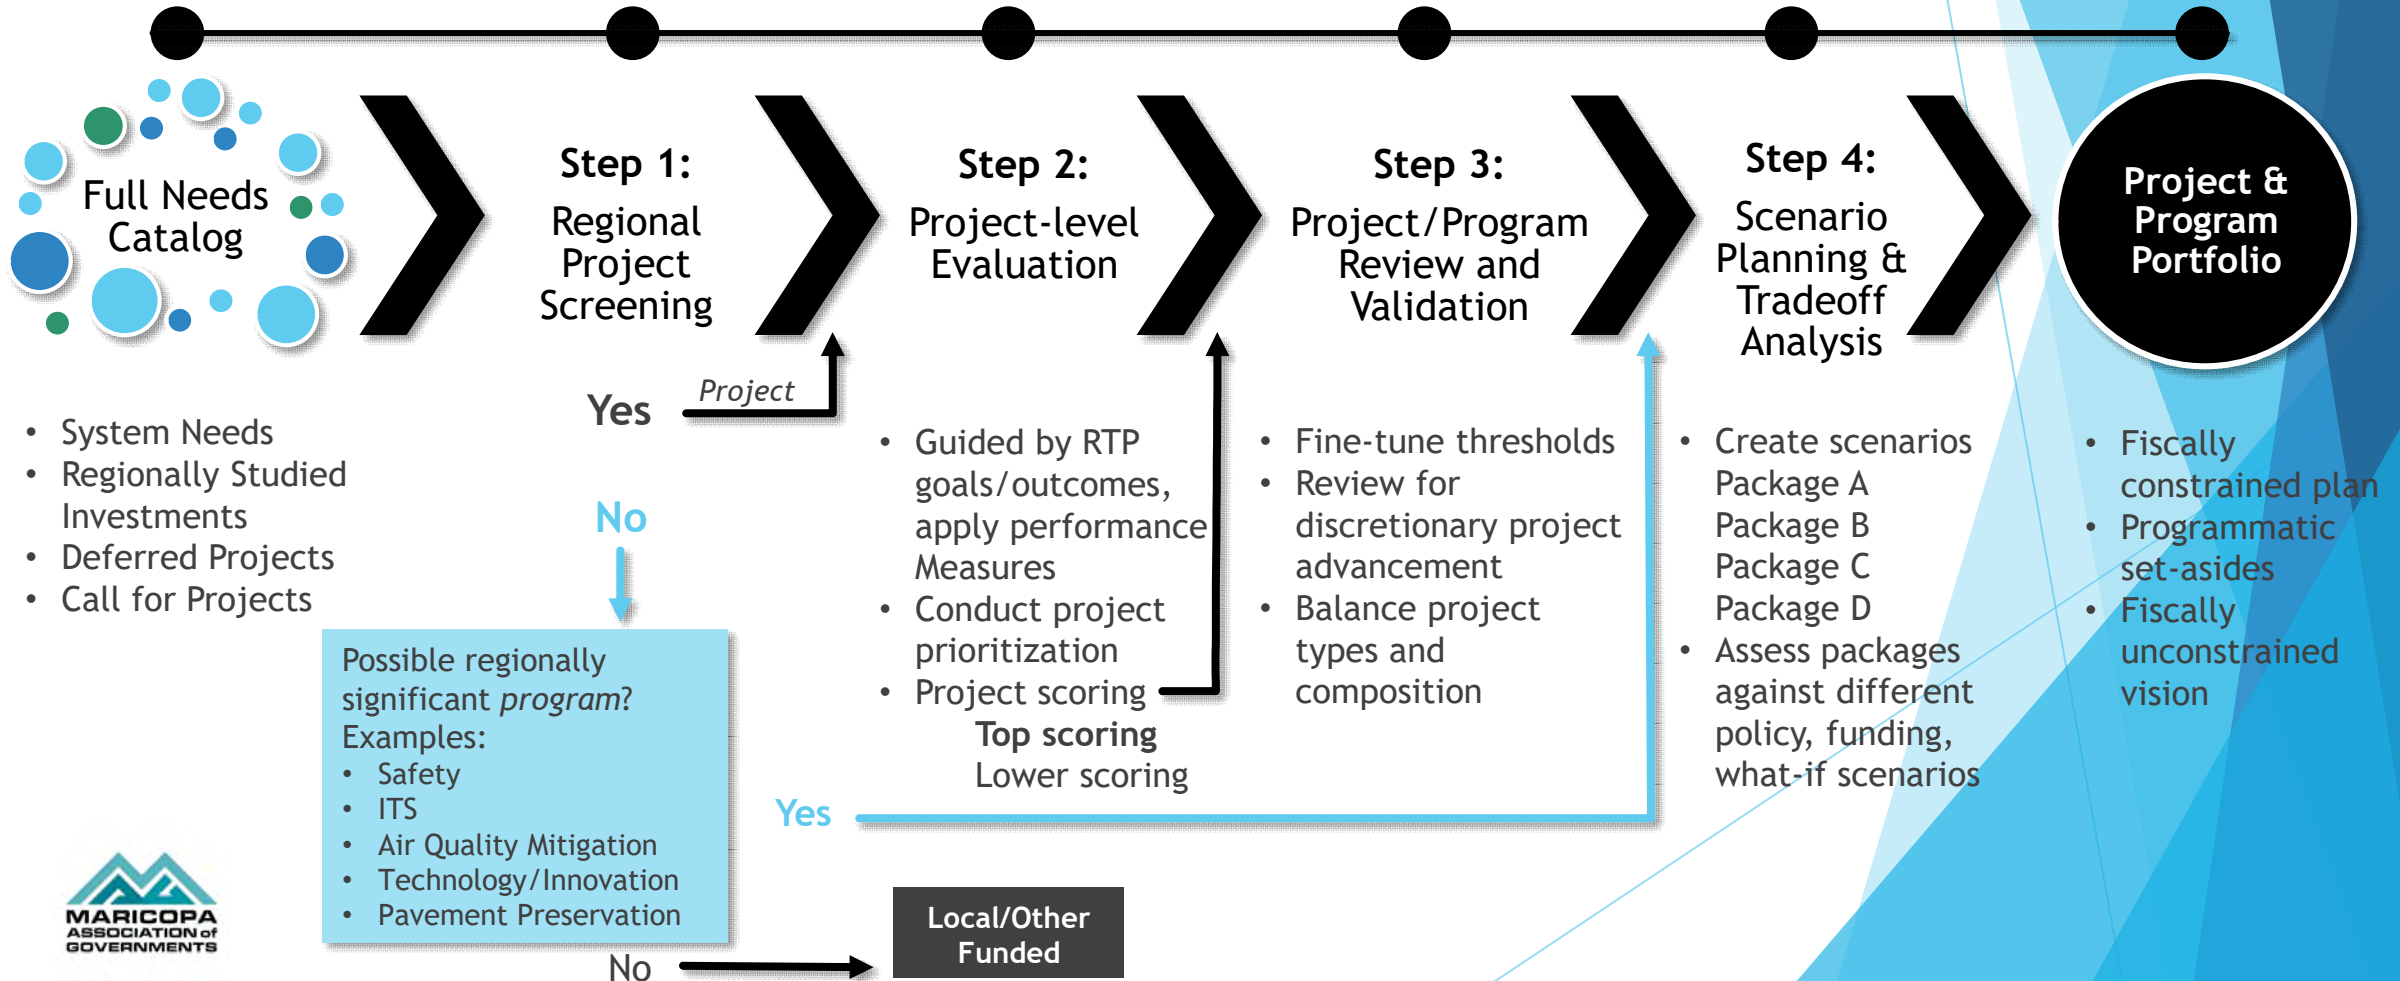 Full Needs
Catalog
• System Needs
• Regionally Studied
Investments
• Deferred Projects
• Call for Projects
Step 1:
Regional
Project
Screening
Yes
Project
No
Possible regionally
significant program?
Examples:
• Safety
• ITS
• Air Quality Mitigation
• Technology/Innovation
• Pavement Preservation
Yes
No
Local/Other
Funded
Step 2:
Project-level
Evaluation
• Guided by RTP
goals/outcomes,
apply performance
Measures
• Conduct project
prioritization
• Project scoring
Top scoring
Lower scoring
Step 3:
Project/Program
Review and
Validation
• Fine-tune thresholds
• Review for
discretionary project
advancement
• Balance project
types and
composition
Step 4:
Scenario
Planning &
Tradeoff
Analysis
• Create scenarios
Package A
Package B
Package C
Package D
• Assess packages
against different
policy, funding,
what-if scenarios
Project &
Program
Portfolio
• Fiscally
constrained plan
• Programmatic
set-asides
• Fiscally
unconstrained
vision
MARICOPA
ASSOCIATION of
GOVERNMENTS